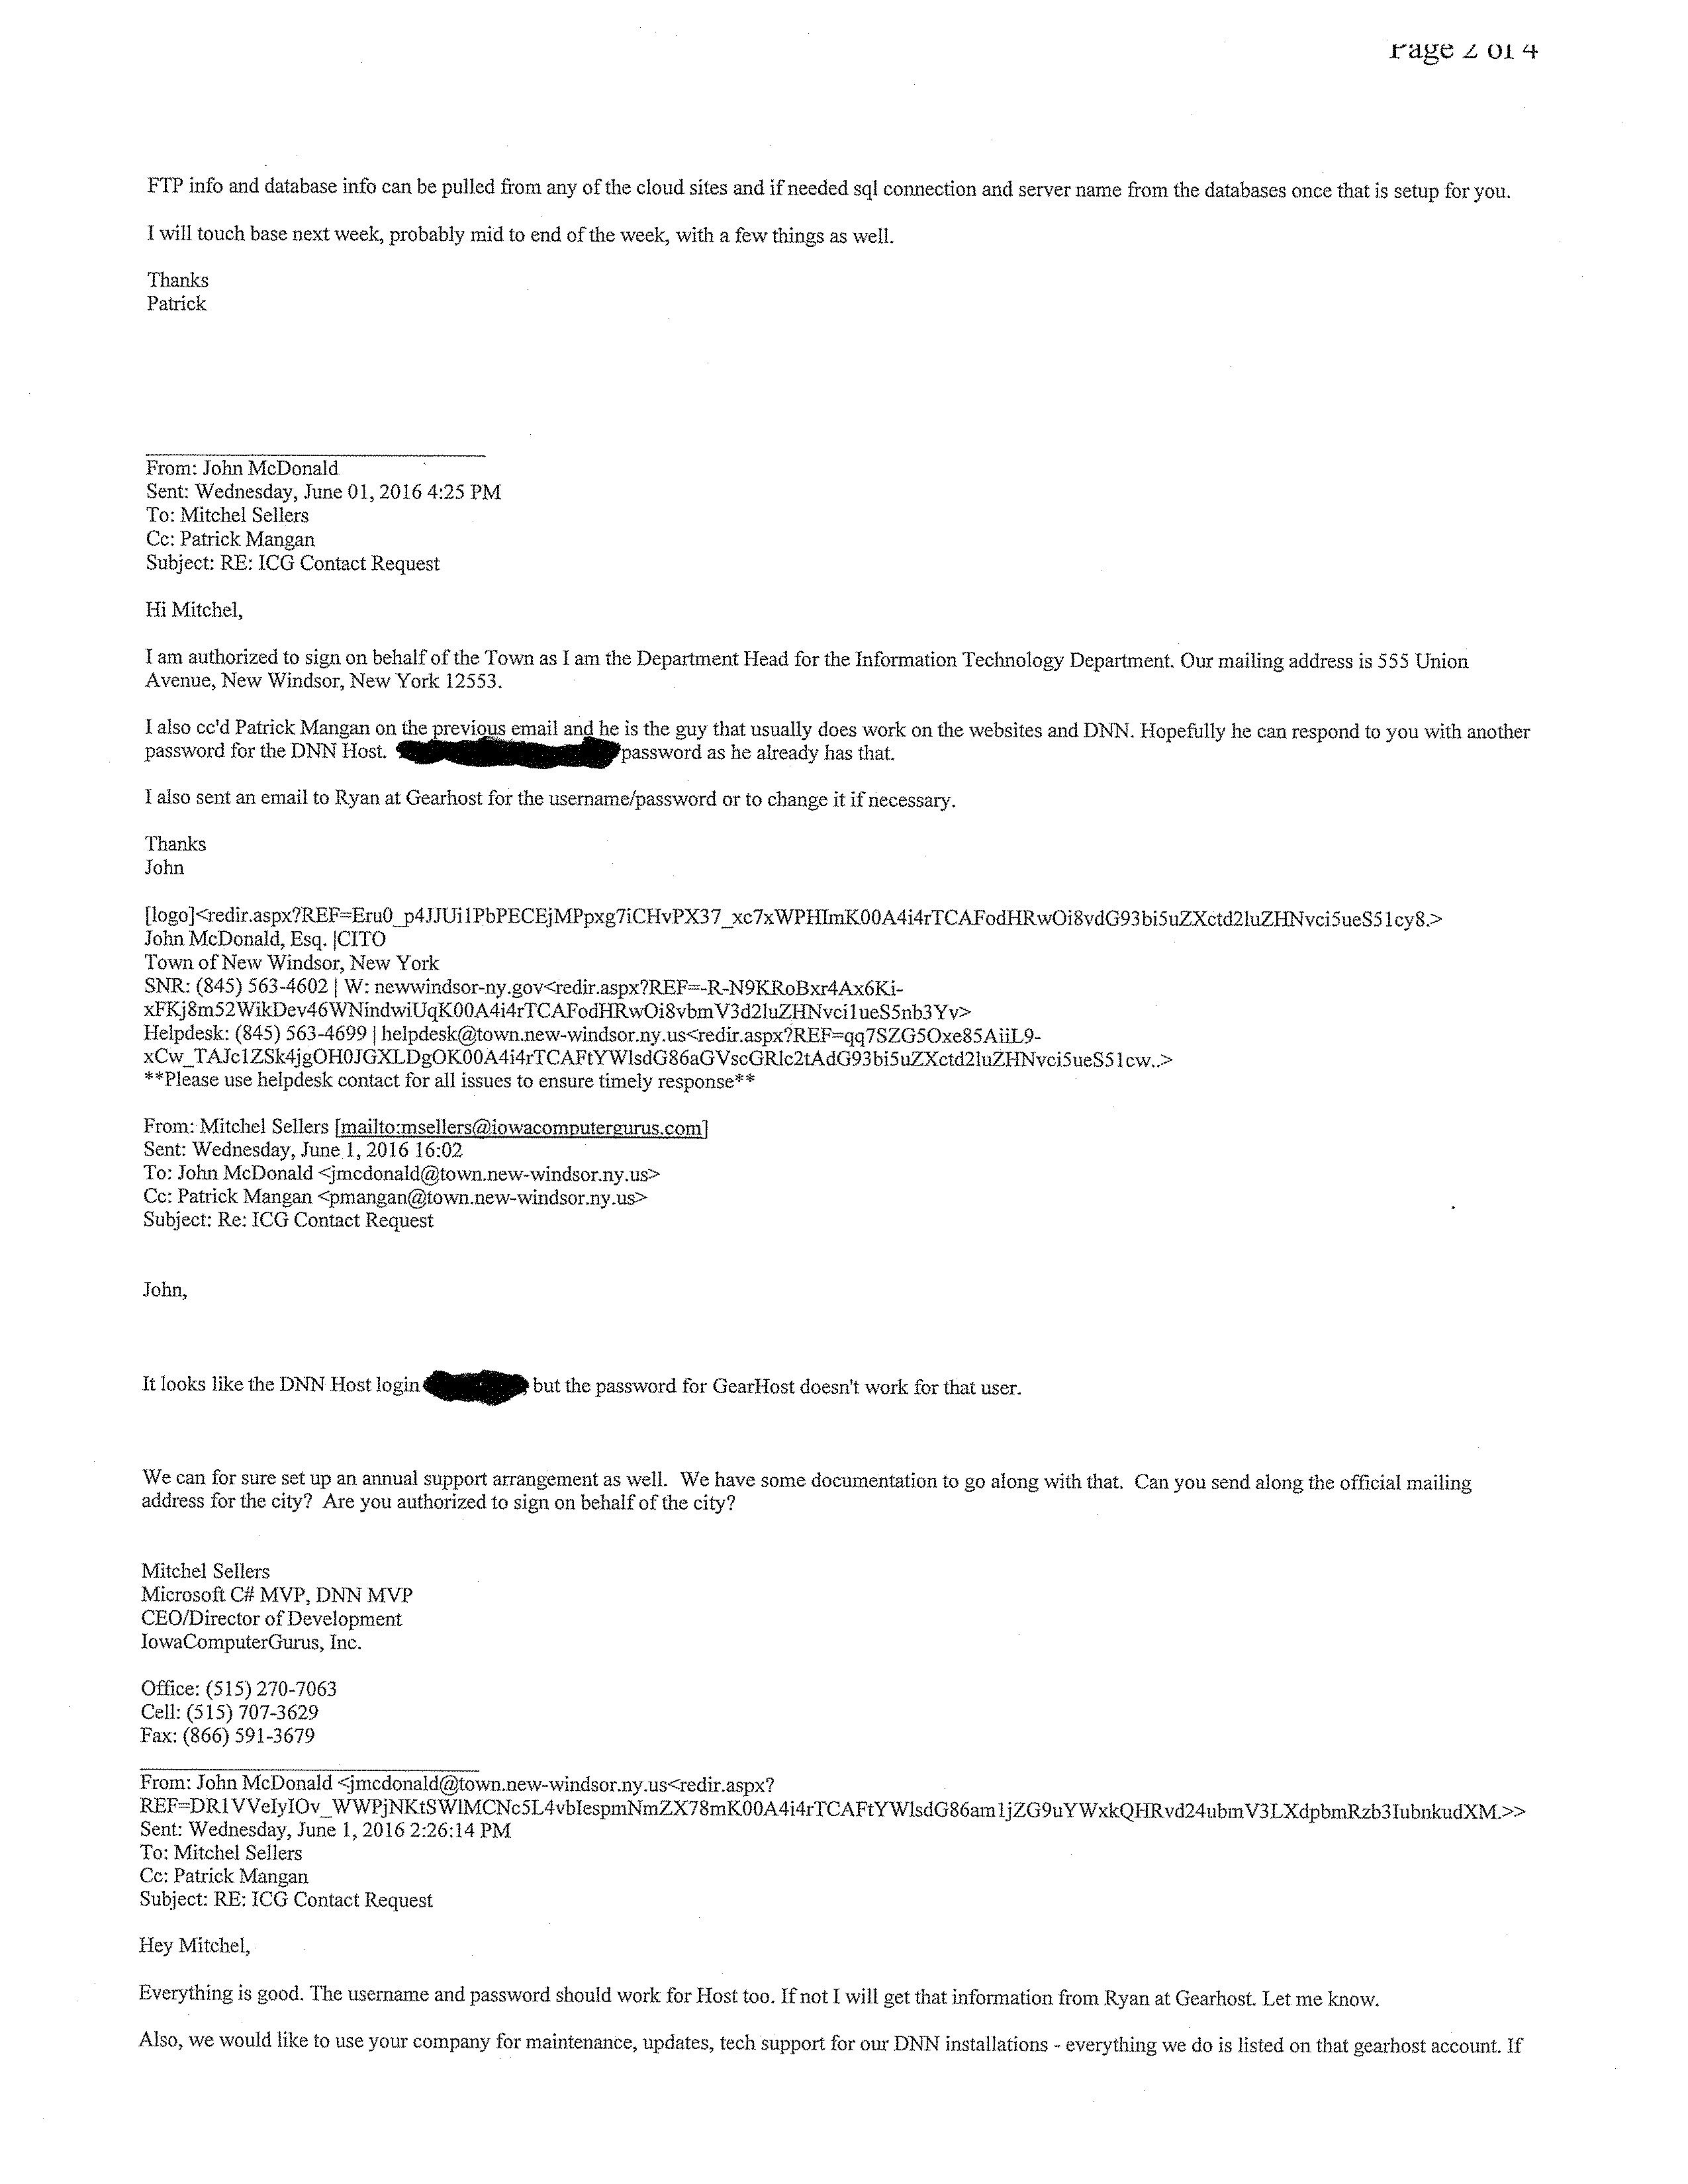 Page 2 of 4
FTP info and database info can be pulled from any of the cloud sites and if needed sql connection and server name from the databases once that is setup for you.
I will touch base next week, probably mid to end of the week, with a few things as well.
Thanks
Patrick
From: John McDonald
Sent: Wednesday, June 01, 2016 4:25 PM
To: Mitchel Sellers
Cc: Patrick Mangan
Subject: RE: ICG Contact Request
Hi Mitchel,
I am authorized to sign on behalf of the Town as I am the Department Head for the Information Technology Department. Our mailing address is 555 Union
Avenue, New Windsor, New York 12553.
I also cc'd Patrick Mangan on the previous email and he is the guy that usually does work on the websites and DNN. Hopefully he can respond to you with another
password for the DNN Host. password as he already has that.
I also sent an email to Ryan at Gearhost for the username/password or to change it if necessary.
Thanks
John
[logo]<redir.aspx?REF=Eru0_p4JJUi1PbPECEjMPpxg7iCHvPX37_xc7xWPHImK00A4i4rTCAFodHRwOi8vdG93bi5uZXctd2luZHNvci5ueS51cy8.>
John McDonald, Esq. |CITO
Town of New Windsor, New York
SNR: (845) 563-4602 | W: newwindsor-ny.gov<redir.aspx?REF=-R-N9KRoBxr4Ax6Ki-
xFKj8m52WikDev46WNindwiUqK00A4i4rTCAFodHRwOi8vbmV3d2luZHNvci1ueS5nb3Yv>
Helpdesk: (845) 563-4699 | helpdesk@town.new-windsor.ny.us<redir.aspx?REF=qq7SZG5Oxe85AiiL9-
xCw_TAJc1ZSk4jgOH0JGXLDgOK00A4i4rTCAFtYWlsdG86aGVscGRlc2tAdG93bi5uZXctd2luZHNvci5ueS51cw..>
**Please use helpdesk contact for all issues to ensure timely response**
From: Mitchel Sellers [mailto:msellers@iowacomputergurus.com]
Sent: Wednesday, June 1, 2016 16:02
To: John McDonald <jmcdonald@town.new-windsor.ny.us>
Cc: Patrick Mangan <pmangan@town.new-windsor.ny.us>
Subject: Re: ICG Contact Request
John,
It looks like the DNN Host login but the password for GearHost doesn't work for that user.
We can for sure set up an annual support arrangement as well. We have some documentation to go along with that. Can you send along the official mailing
address for the city? Are you authorized to sign on behalf of the city?
Mitchel Sellers
Microsoft C# MVP, DNN MVP
CEO/Director of Development
IowaComputerGurus, Inc.
Office: (515) 270-7063
Cell: (515) 707-3629
Fax: (866) 591-3679
From: John McDonald <jmcdonald@town.new-windsor.ny.us<redir.aspx?
REF=DR1VVeIyIOv_WWPjNKtSWlMCNc5L4vbIespmNmZX78mK00A4i4rTCAFtYWlsdG86am1jZG9uYWxkQHRvd24ubmV3LXdpbmRzb3IubnkudXM.>>
Sent: Wednesday, June 1, 2016 2:26:14 PM
To: Mitchel Sellers
Cc: Patrick Mangan
Subject: RE: ICG Contact Request
Hey Mitchel,
Everything is good. The username and password should work for Host too. If not I will get that information from Ryan at Gearhost. Let me know.
Also, we would like to use your company for maintenance, updates, tech support for our DNN installations - everything we do is listed on that gearhost account. If